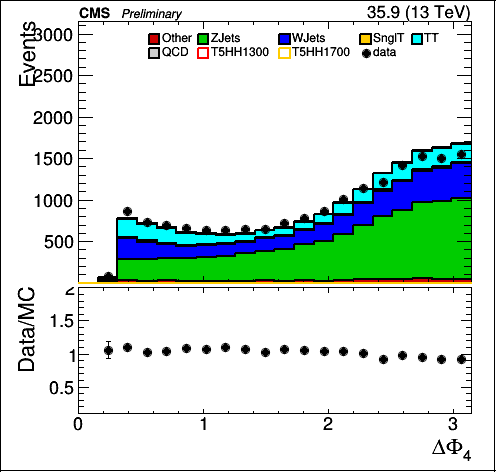 CMS Preliminary 35.9 (13 TeV)
Other ZJets WJets SnglT TT
QCD T5HH1300 T5HH1700 data
Events
3000
2500
2000
1500
1000
500
Data/MC
2
1.5
1
0.5
0 1 2 3
ΔΦ4